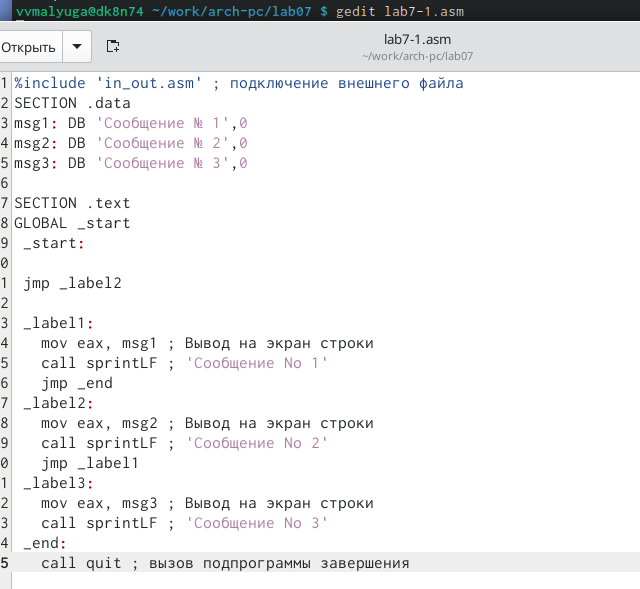 vvmalyuga@dk8n74 ~/work/arch-pc/lab07 $ gedit lab7-1.asm
Открыть
lab7-1.asm
~/work/arch-pc/lab07
1 %include 'in_out.asm' ; подключение внешнего файла
2 SECTION .data
3 msg1: DB 'Сообщение № 1',0
4 msg2: DB 'Сообщение № 2',0
5 msg3: DB 'Сообщение № 3',0
6
7 SECTION .text
8 GLOBAL _start
9 _start:
0
1 jmp _label2
2
3 _label1:
4 mov eax, msg1 ; Вывод на экран строки
5 call sprintLF ; 'Сообщение No 1'
6 jmp _end
7 _label2:
8 mov eax, msg2 ; Вывод на экран строки
9 call sprintLF ; 'Сообщение No 2'
0 jmp _label1
1 _label3:
2 mov eax, msg3 ; Вывод на экран строки
3 call sprintLF ; 'Сообщение No 3'
4 _end:
5 call quit ; вызов подпрограммы завершения